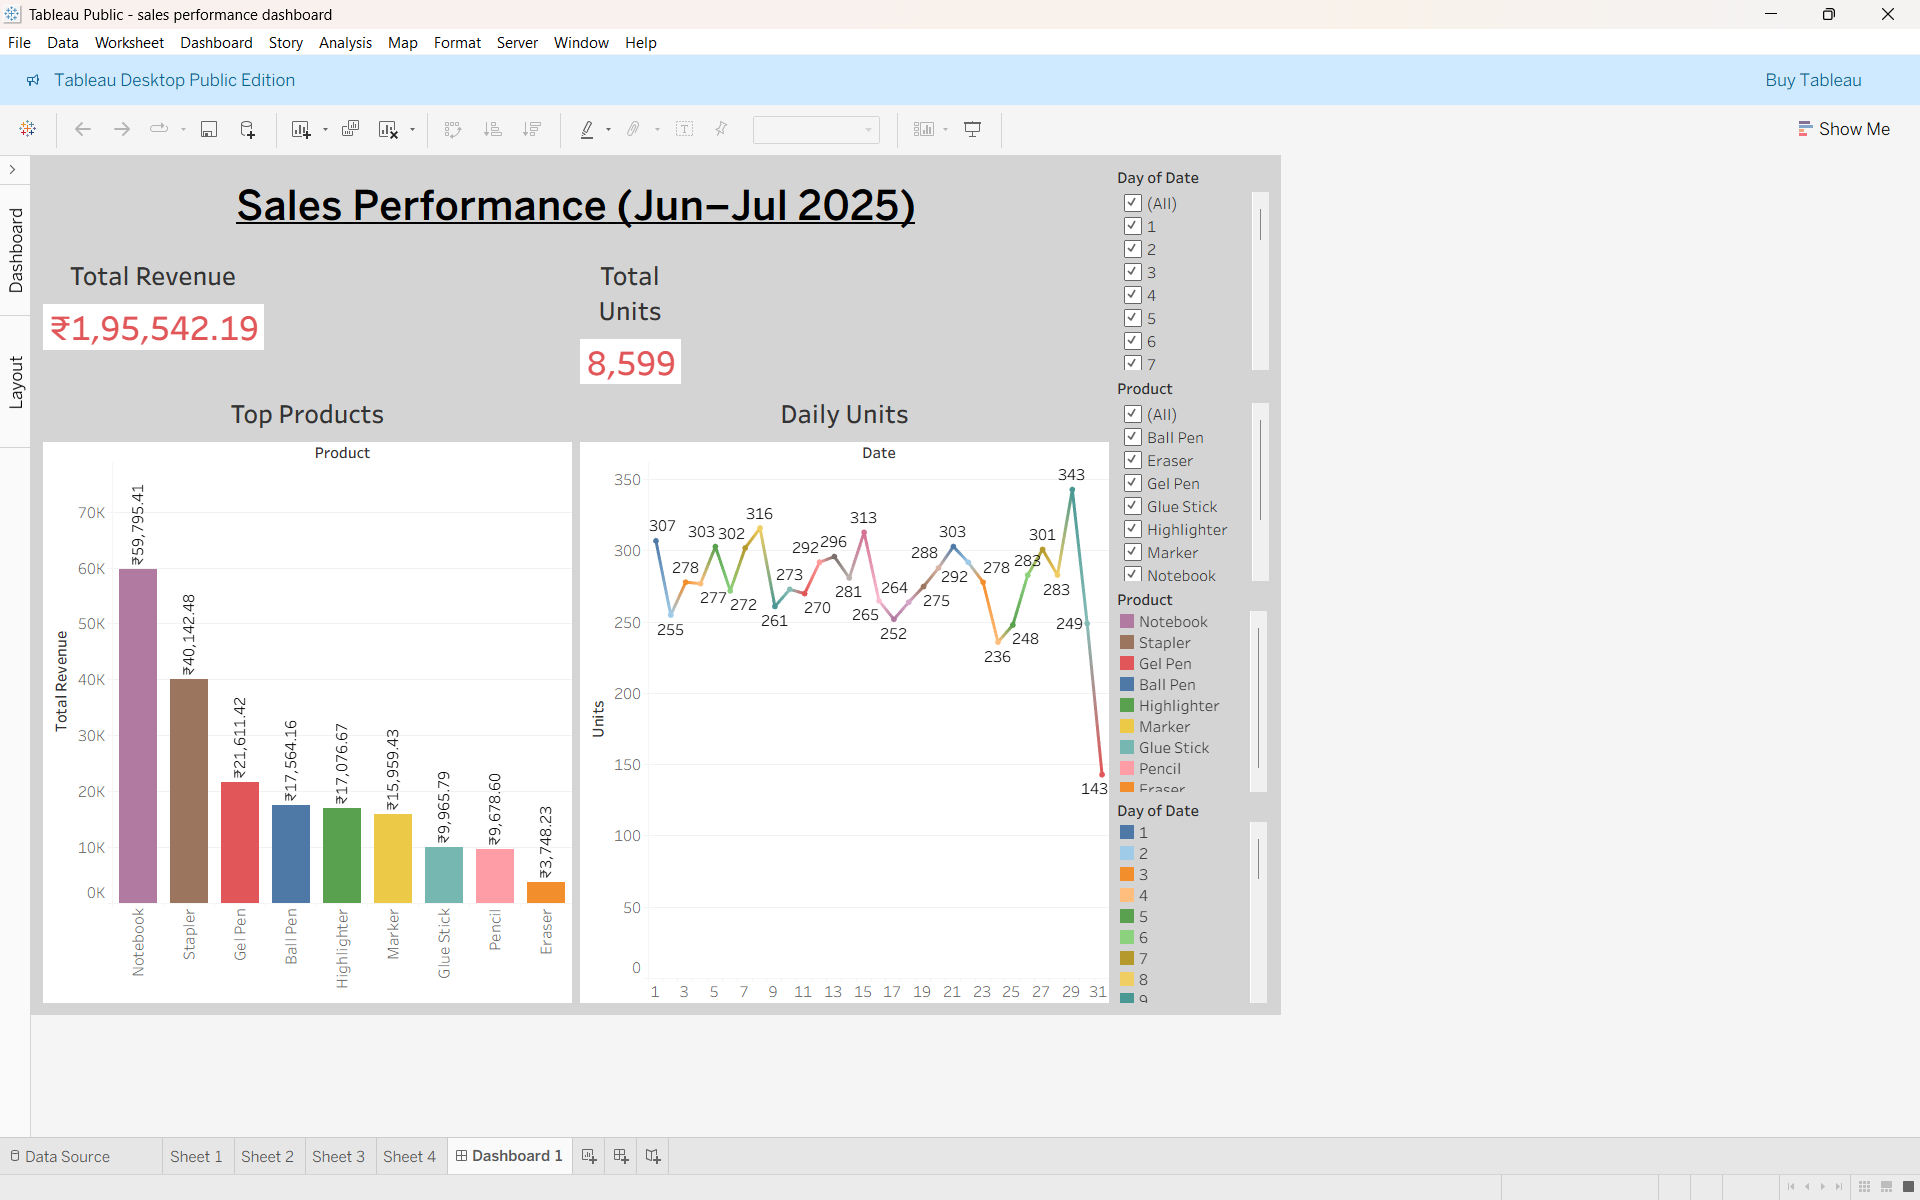 Tableau Public - sales performance dashboard
File Data Worksheet Dashboard Story Analysis Map Format Server Window Help
Tableau Desktop Public Edition
Buy Tableau
Show Me
Dashboard
Layout
Sales Performance (Jun–Jul 2025)
Total Revenue
₹1,95,542.19
Total
Units
8,599
Top Products
Product
Total Revenue
70K
60K
50K
40K
30K
20K
10K
0K
₹59,795.41
₹40,142.48
₹21,611.42
₹17,564.16
₹17,076.67
₹15,959.43
₹9,965.79
₹9,678.60
₹3,748.23
Notebook
Stapler
Gel Pen
Ball Pen
Highlighter
Marker
Glue Stick
Pencil
Eraser
Daily Units
Date
Units
350
300
250
200
150
100
50
0
307
255
278
277
303
272
302
316
261
273
270
292
296
281
313
265
252
264
275
288
303
292
278
236
248
283
301
283
343
249
143
1 3 5 7 9 11 13 15 17 19 21 23 25 27 29 31
Day of Date
(All)
1
2
3
4
5
6
7
Product
(All)
Ball Pen
Eraser
Gel Pen
Glue Stick
Highlighter
Marker
Notebook
Product
Notebook
Stapler
Gel Pen
Ball Pen
Highlighter
Marker
Glue Stick
Pencil
Eraser
Day of Date
1
2
3
4
5
6
7
8
9
Data Source Sheet 1 Sheet 2 Sheet 3 Sheet 4 Dashboard 1